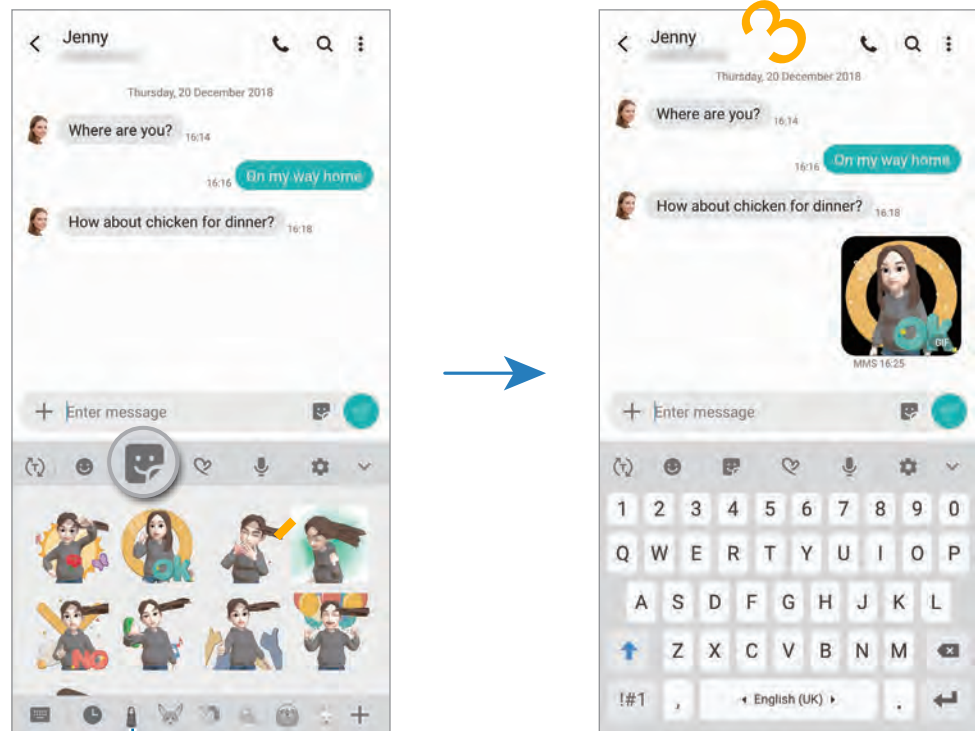 Jenny
Thursday, 20 December 2018
Where are you? 16:14
16:16 On my way home
How about chicken for dinner? 16:18
Enter message
OK
NO
3
Jenny
Thursday, 20 December 2018
Where are you? 16:14
16:16 On my way home
How about chicken for dinner? 16:18
OK
GIF
MMS 16:25
Enter message
1 2 3 4 5 6 7 8 9 0
Q W E R T Y U I O P
A S D F G H J K L
Z X C V B N M
!#1 , English (UK) .